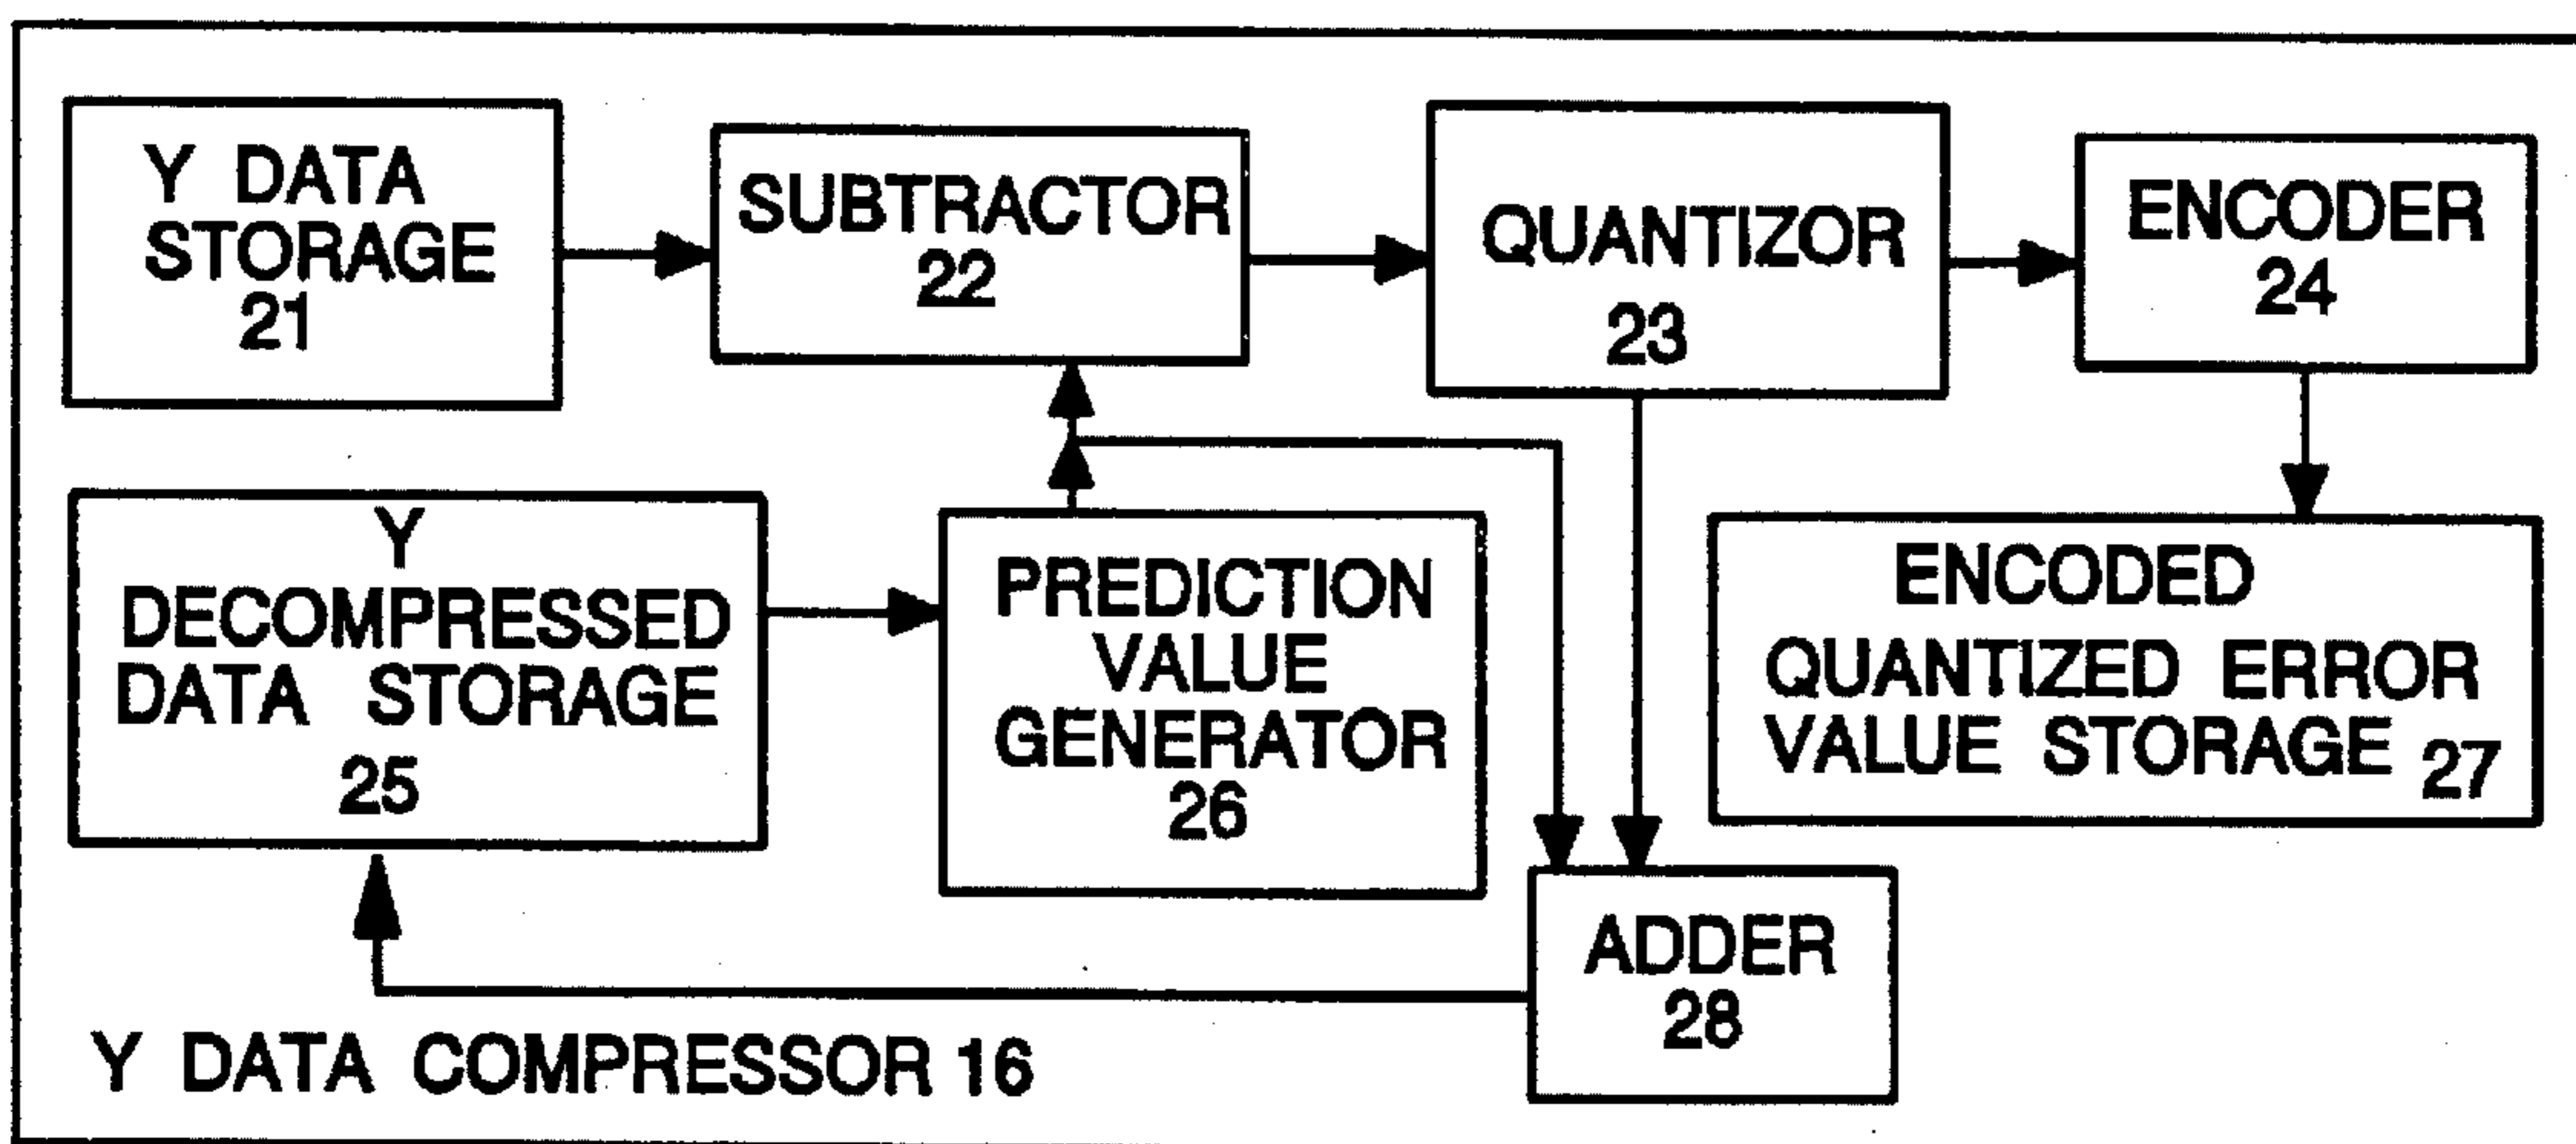 Y DATA
STORAGE
21
SUBTRACTOR
22
QUANTIZOR
23
ENCODER
24
Y
DECOMPRESSED
DATA STORAGE
25
PREDICTION
VALUE
GENERATOR
26
ENCODED
QUANTIZED ERROR
VALUE STORAGE 27
ADDER
28
Y DATA COMPRESSOR 16